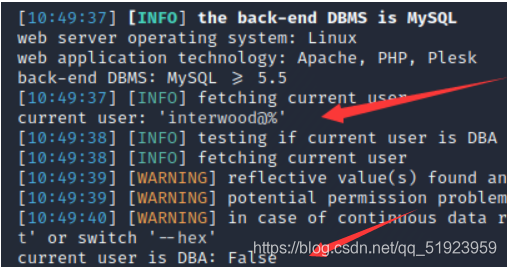 [10:49:37] [INFO] the back-end DBMS is MySQL
web server operating system: Linux
web application technology: Apache, PHP, Plesk
back-end DBMS: MySQL ≥ 5.5
[10:49:37] [INFO] fetching current user
current user: 'interwood@%'
[10:49:38] [INFO] testing if current user is DBA
[10:49:38] [INFO] fetching current user
[10:49:39] [WARNING] reflective value(s) found an
[10:49:39] [WARNING] potential permission problem
[10:49:40] [WARNING] in case of continuous data r
t' or switch '--hex'
current user is DBA: False
https://blog.csdn.net/qq_51923959